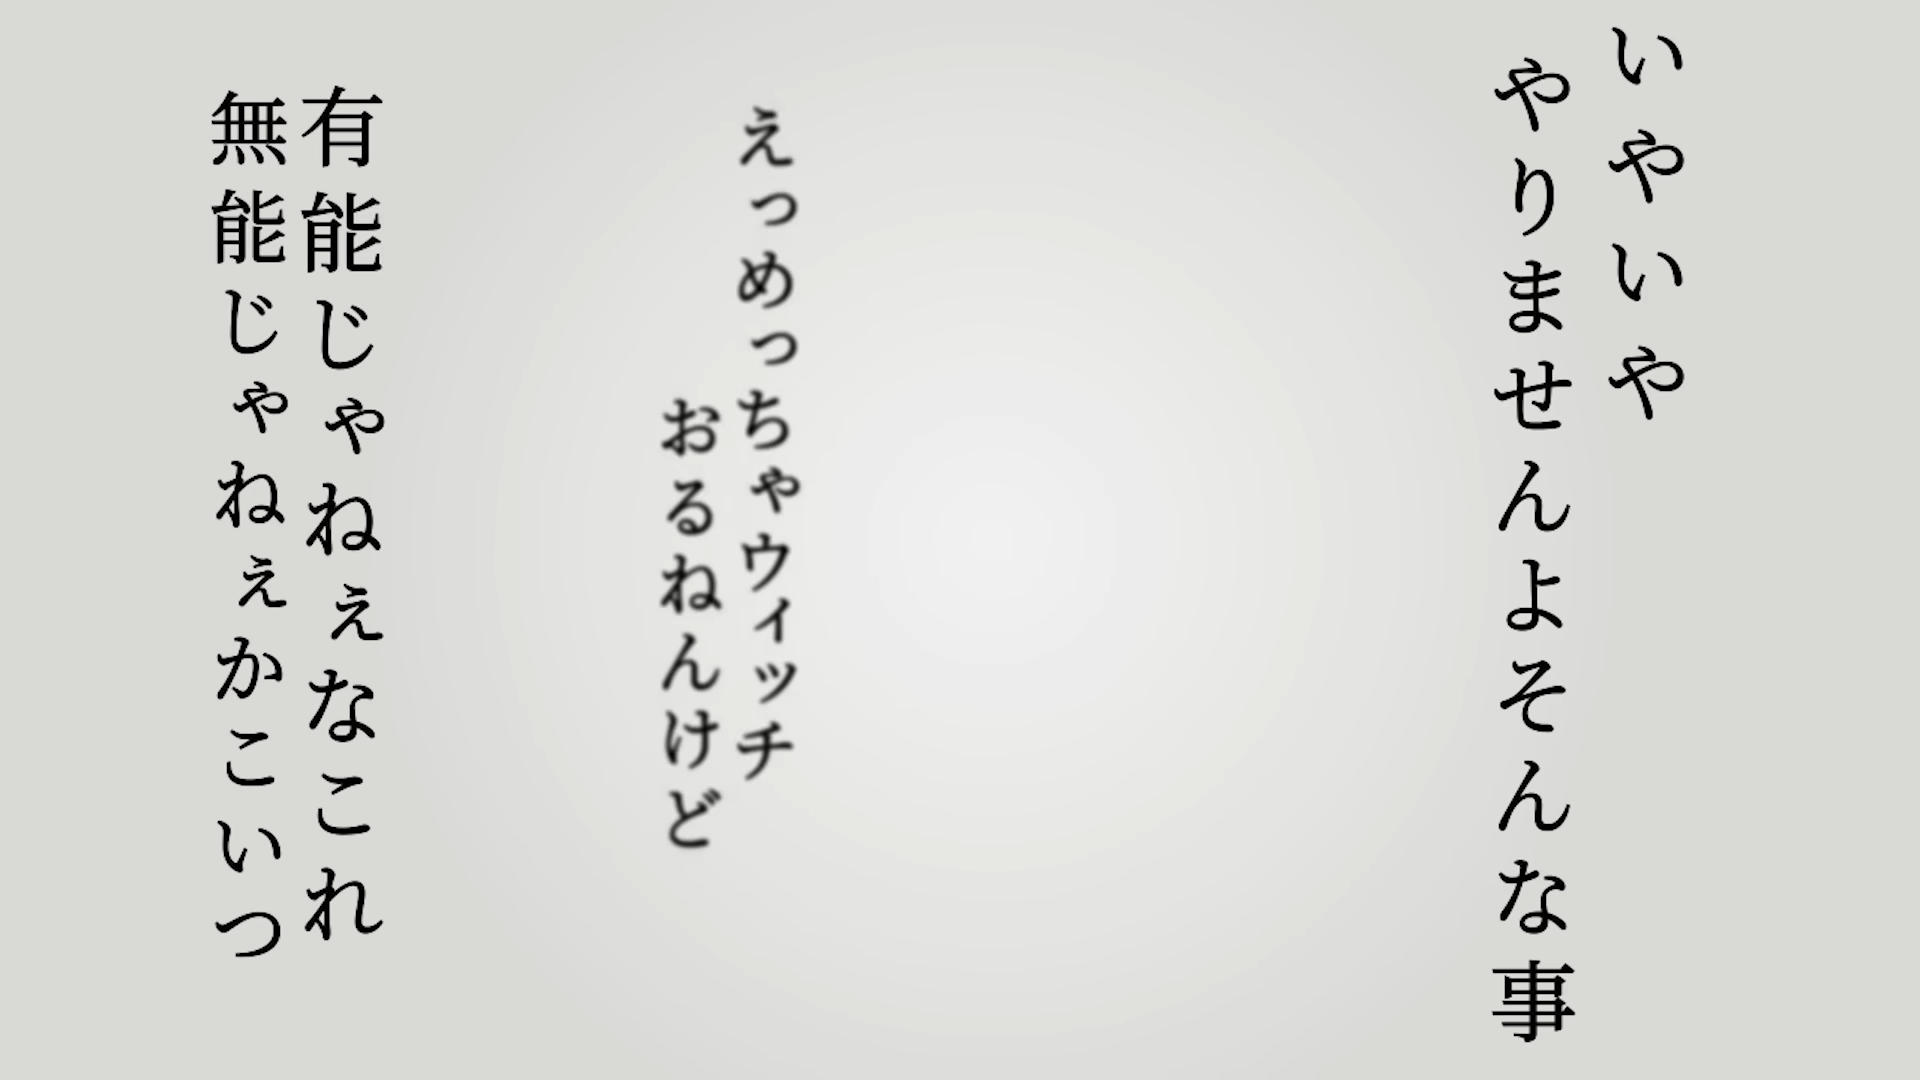 いやいや
やりませんよそんな事
えっめっちゃウィッチ
おるねんけど
有能じゃねぇなこれ
無能じゃねぇかこいつ